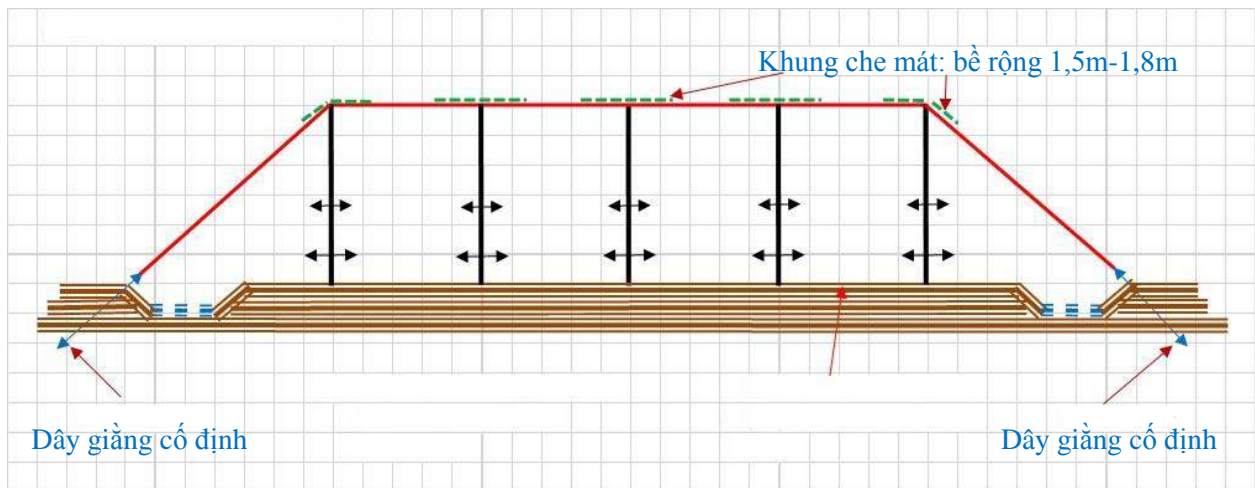 Khung che mát: bề rộng 1,5m-1,8m
Dây giằng cố định
Dây giằng cố định